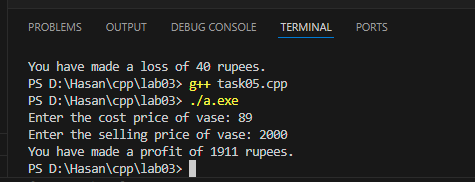 PROBLEMS OUTPUT DEBUG CONSOLE TERMINAL PORTS
You have made a loss of 40 rupees.
PS D:\Hasan\cpp\lab03> g++ task05.cpp
PS D:\Hasan\cpp\lab03> ./a.exe
Enter the cost price of vase: 89
Enter the selling price of vase: 2000
You have made a profit of 1911 rupees.
PS D:\Hasan\cpp\lab03>